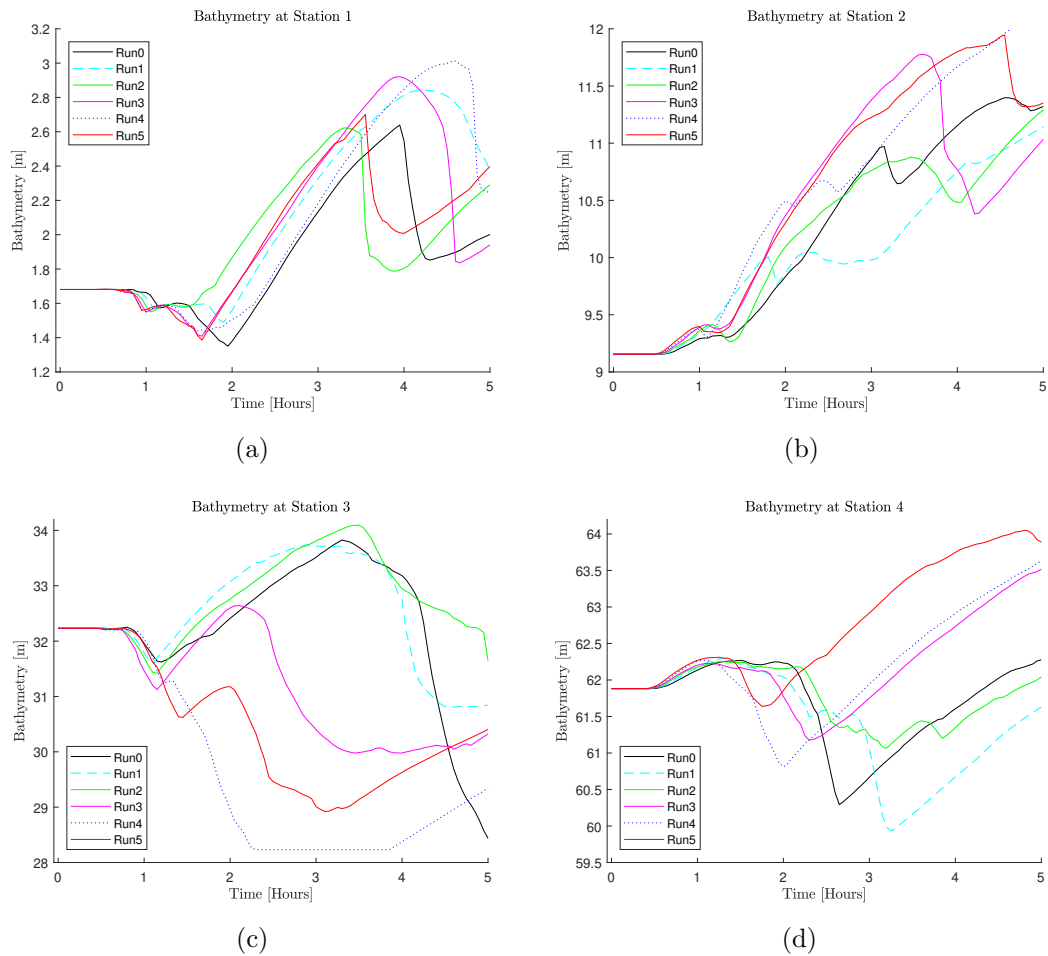 Bathymetry at Station 1
3.2
3
2.8
2.6
2.4
2.2
2
1.8
1.6
1.4
1.2
Bathymetry [m]
0 1 2 3 4 5
Time [Hours]
Run0
Run1
Run2
Run3
Run4
Run5
(a)
Bathymetry at Station 2
12
11.5
11
10.5
10
9.5
9
Bathymetry [m]
0 1 2 3 4 5
Time [Hours]
Run0
Run1
Run2
Run3
Run4
Run5
(b)
Bathymetry at Station 3
34
33
32
31
30
29
28
Bathymetry [m]
0 1 2 3 4 5
Time [Hours]
Run0
Run1
Run2
Run3
Run4
Run5
(c)
Bathymetry at Station 4
64
63.5
63
62.5
62
61.5
61
60.5
60
59.5
Bathymetry [m]
0 1 2 3 4 5
Time [Hours]
Run0
Run1
Run2
Run3
Run4
Run5
(d)